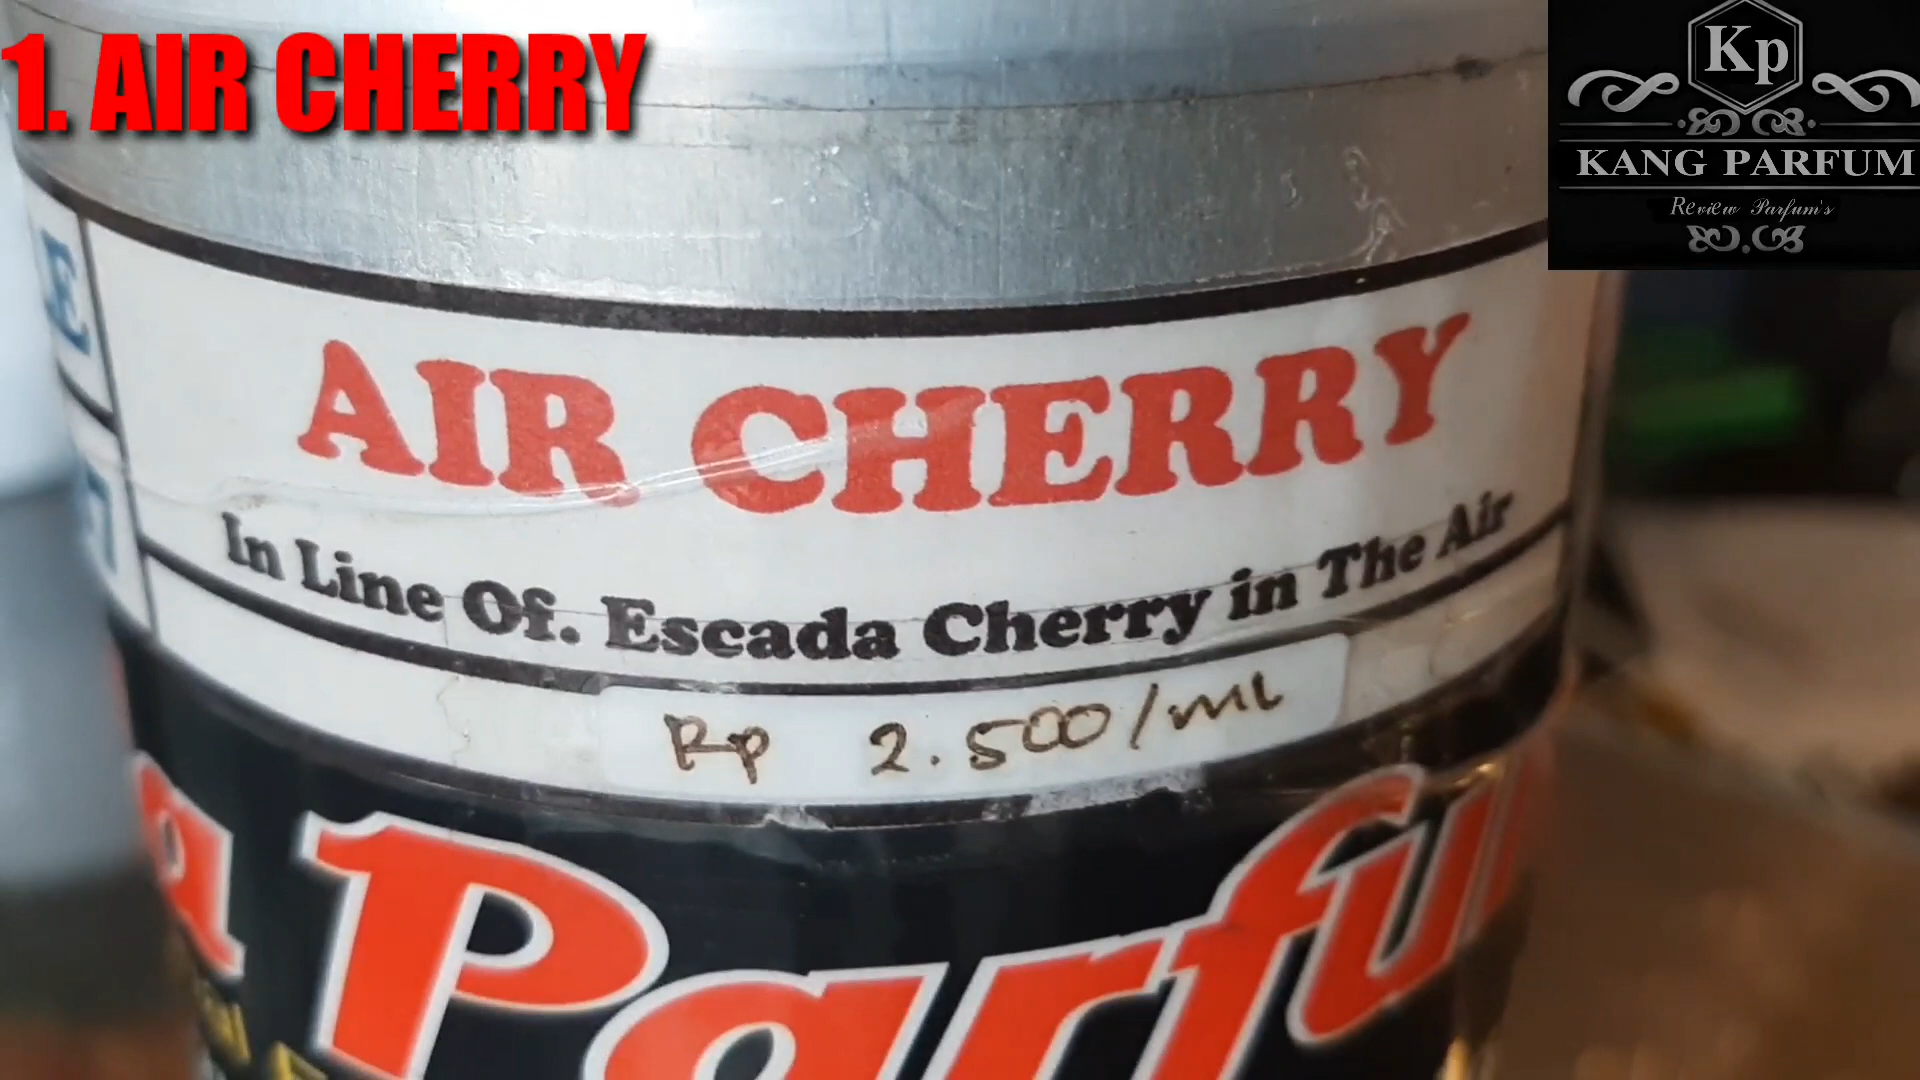 1. AIR CHERRY
Kp
KANG PARFUM
Review Parfum's
AIR CHERRY
In Line Of. Escada Cherry in The Air
Rp 2.500/ML
a Parfu